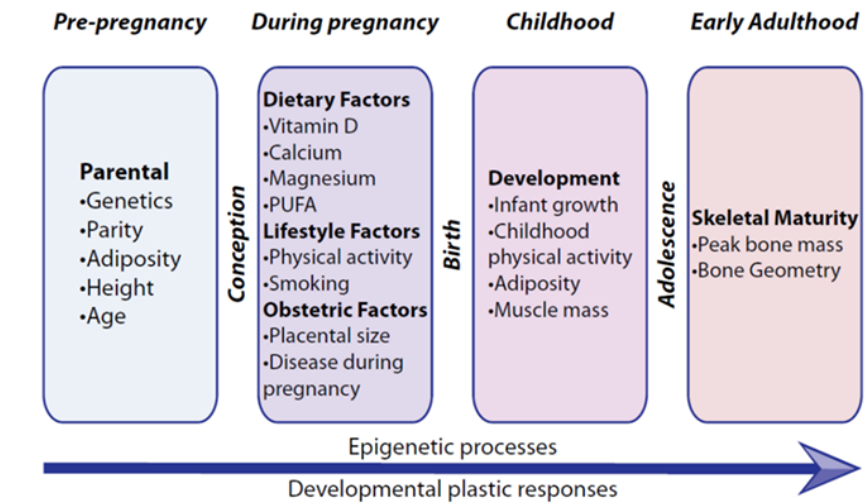 Pre-pregnancy
During pregnancy
Childhood
Early Adulthood
Parental
•Genetics
•Parity
•Adiposity
•Height
•Age
Conception
Dietary Factors
•Vitamin D
•Calcium
•Magnesium
•PUFA
Lifestyle Factors
•Physical activity
•Smoking
Obstetric Factors
•Placental size
•Disease during
pregnancy
Birth
Development
•Infant growth
•Childhood
physical activity
•Adiposity
•Muscle mass
Adolescence
Skeletal Maturity
•Peak bone mass
•Bone Geometry
Epigenetic processes
Developmental plastic responses